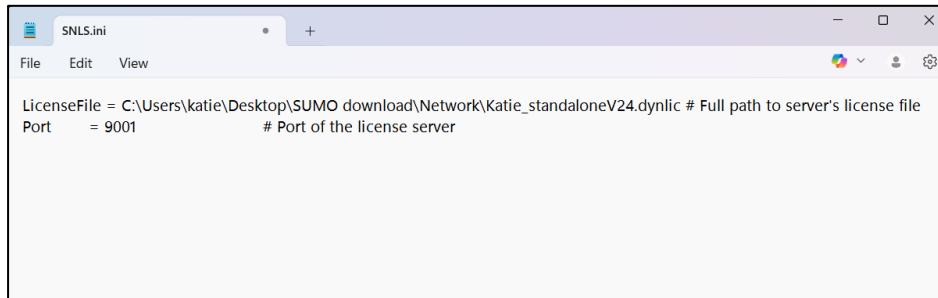 SNLS.ini
File Edit View
LicenseFile = C:\Users\katie\Desktop\SUMO download\Network\Katie_standaloneV24.dynlic # Full path to server's license file
Port = 9001 # Port of the license server